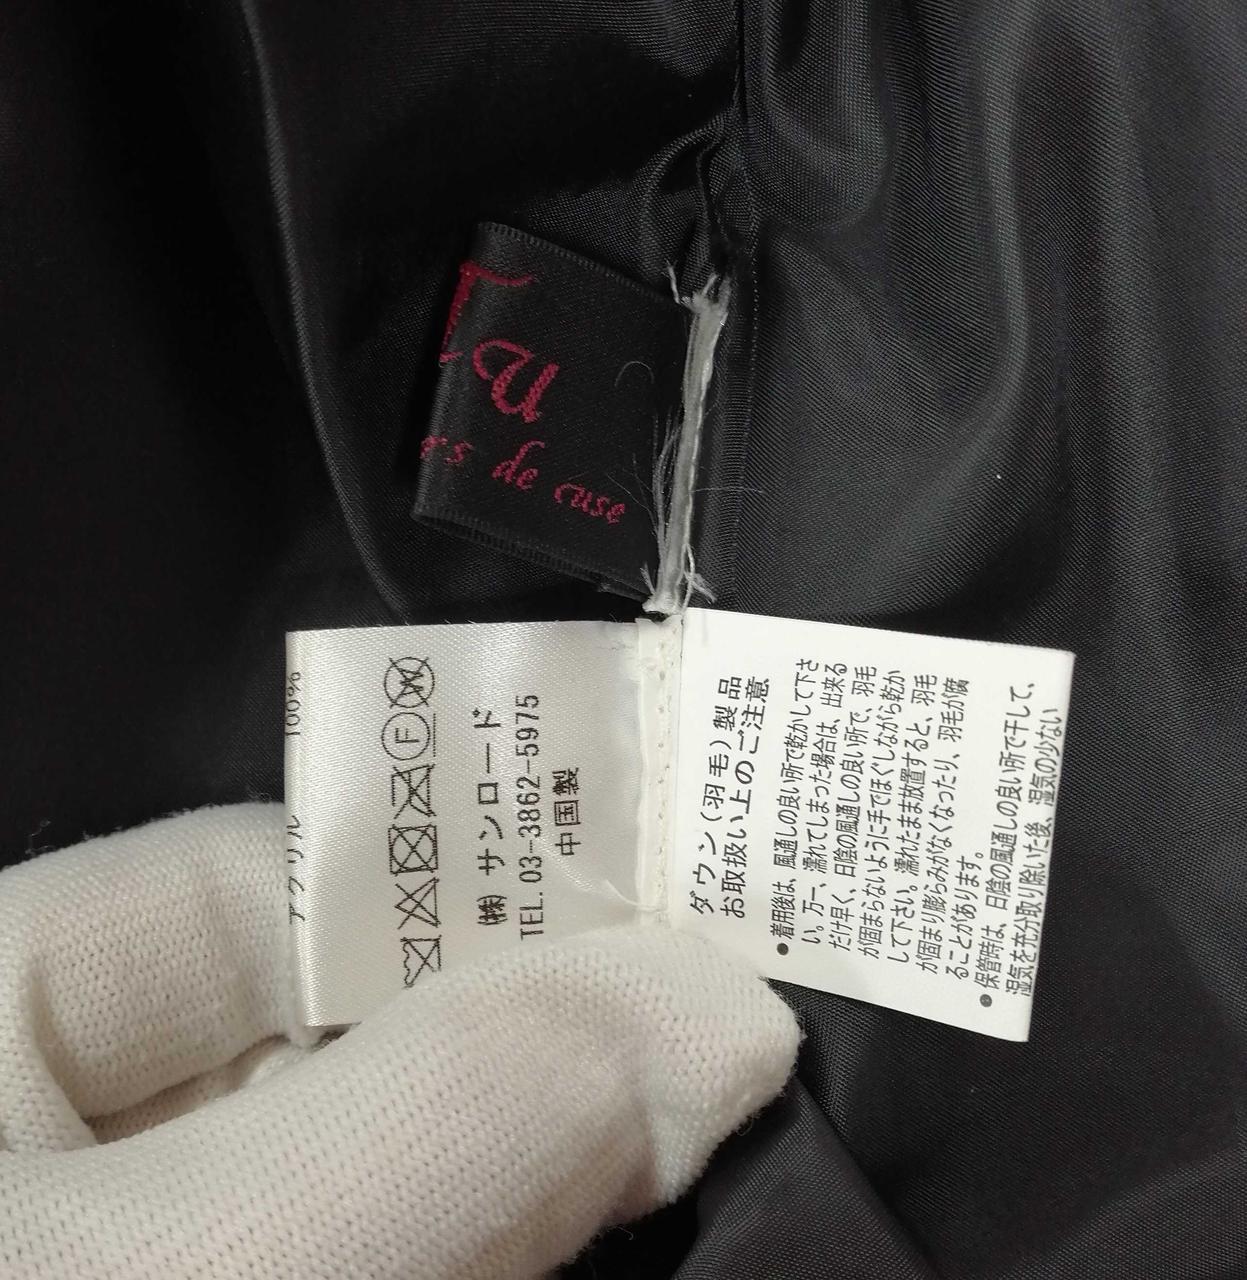 u
rs de cuse
アクリル 100%
W
F
(株) サンロード
TEL.03-3862-5975
中国製
ダウン(羽毛)製品
お取扱い上のご注意
●着用後は、風通しの良い所で乾かして下さ
い。万一、濡れてしまった場合は、出来る
だけ早く、日陰の風通しの良い所で、羽毛
が固まらないように手でほぐしながら乾か
して下さい。濡れたまま放置すると、羽毛
が固まり膨らみがなくなったり、羽毛が腐
ることがあります。
●保管時は、日陰の風通しの良い所で干して、
湿気を充分取り除いた後、湿気の少ない